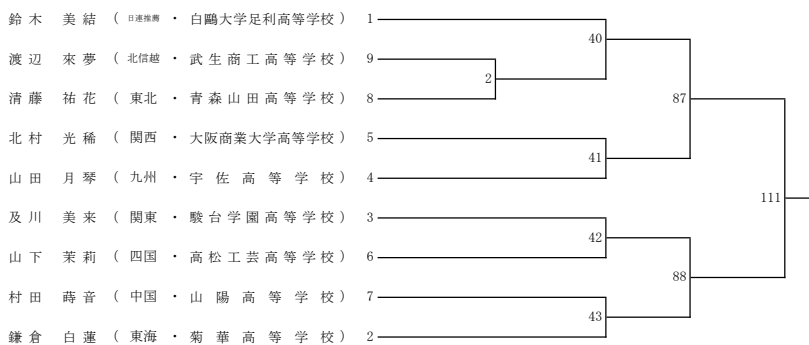 鈴木 美結 ( 日連推薦 ・ 白鷗大学足利高等学校 ) 1
40
渡辺 來夢 ( 北信越 ・ 武生商工高等学校 ) 9
2
清藤 祐花 ( 東北 ・ 青森山田高等学校 ) 8
87
北村 光稀 ( 関西 ・ 大阪商業大学高等学校 ) 5
41
山田 月琴 ( 九州 ・ 宇佐高等学校 ) 4
111
及川 美来 ( 関東 ・ 駿台学園高等学校 ) 3
42
山下 茉莉 ( 四国 ・ 高松工芸高等学校 ) 6
88
村田 蒔音 ( 中国 ・ 山陽高等学校 ) 7
43
鎌倉 白蓮 ( 東海 ・ 菊華高等学校 ) 2